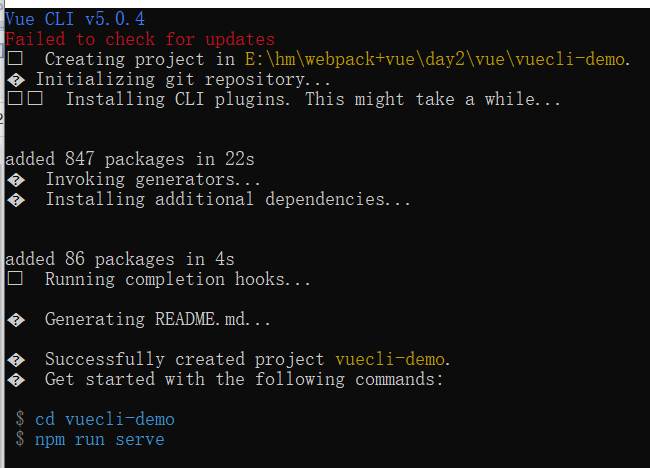 Vue CLI v5.0.4
Failed to check for updates
□ Creating project in E:\hm\webpack+vue\day2\vue\vuecli-demo.
� Initializing git repository...
□□ Installing CLI plugins. This might take a while...
added 847 packages in 22s
� Invoking generators...
� Installing additional dependencies...
added 86 packages in 4s
□ Running completion hooks...
� Generating README.md...
� Successfully created project vuecli-demo.
� Get started with the following commands:
$ cd vuecli-demo
$ npm run serve